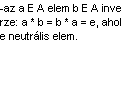 -az a E A elem b E A inve
rze: a * b = b * a = e, ahol
e neutrális elem.